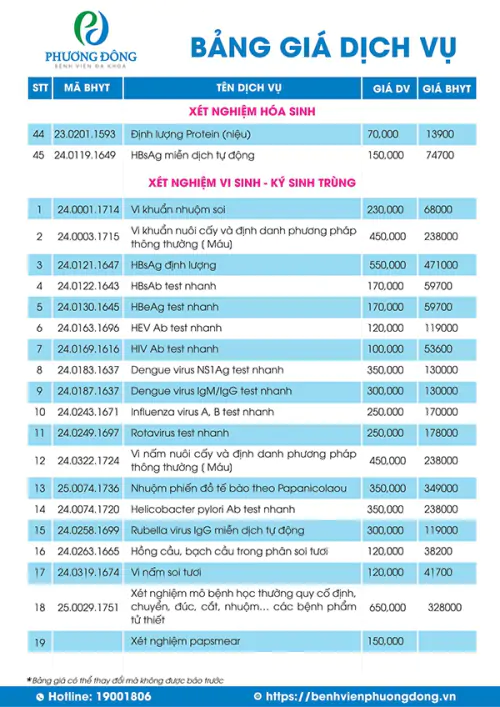 PHƯƠNG ĐÔNG
BỆNH VIỆN ĐA KHOA
BẢNG GIÁ DỊCH VỤ
STT MÃ BHYT TÊN DỊCH VỤ GIÁ DV GIÁ BHYT
XÉT NGHIỆM HÓA SINH
44 23.0201.1593 Định lượng Protein (niệu) 70,000 13900
45 24.0119.1649 HBsAg miễn dịch tự động 150,000 74700
XÉT NGHIỆM VI SINH - KÝ SINH TRÙNG
1 24.0001.1714 Vi khuẩn nhuộm soi 230,000 68000
2 24.0003.1715 Vi khuẩn nuôi cấy và định danh phương pháp
thông thường ( Máu) 450,000 238000
3 24.0121.1647 HBsAg định lượng 550,000 471000
4 24.0122.1643 HBsAb test nhanh 170,000 59700
5 24.0130.1645 HBeAg test nhanh 170,000 59700
6 24.0163.1696 HEV Ab test nhanh 120,000 119000
7 24.0169.1616 HIV Ab test nhanh 100,000 53600
8 24.0183.1637 Dengue virus NS1Ag test nhanh 350,000 130000
9 24.0187.1637 Dengue virus IgM/IgG test nhanh 300,000 130000
10 24.0243.1671 Influenza virus A, B test nhanh 250,000 170000
11 24.0249.1697 Rotavirus test nhanh 250,000 178000
12 24.0322.1724 Vi nấm nuôi cấy và định danh phương pháp
thông thường ( Máu) 450,000 238000
13 25.0074.1736 Nhuộm phiến đồ tế bào theo Papanicolaou 350,000 349000
14 24.0074.1720 Helicobacter pylori Ab test nhanh 350,000 238000
15 24.0258.1699 Rubella virus IgG miễn dịch tự động 300,000 119000
16 24.0263.1665 Hồng cầu, bạch cầu trong phân soi tươi 120,000 38200
17 24.0319.1674 Vi nấm soi tươi 120,000 41700
18 25.0029.1751 Xét nghiệm mô bệnh học thường quy cố định,
chuyển, đúc, cắt, nhuộm... các bệnh phẩm 650,000 328000
tử thiết
19 Xét nghiệm papsmear 150,000
*Bảng giá có thể thay đổi mà không được báo trước
Hotline: 19001806 https://benhvienphuongdong.vn